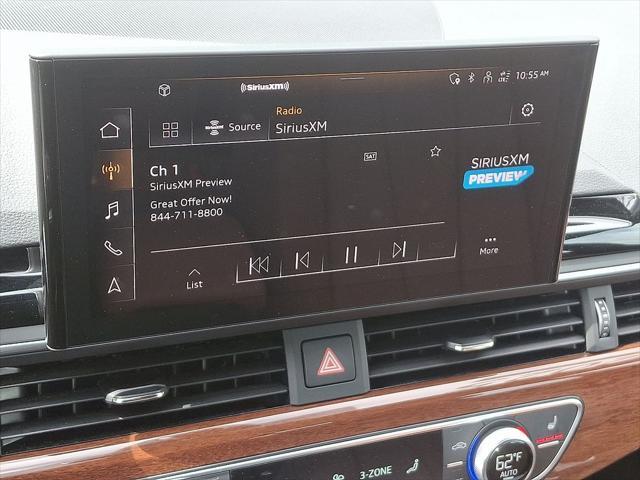 ((SiriusXM))
10:55 AM
SIRIUSXM
Source
Radio
SiriusXM
Ch 1
SiriusXM Preview
Great Offer Now!
844-711-8800
SAT
SIRIUSXM
PREVIEW
List
More
3-ZONE
62°F
AUTO